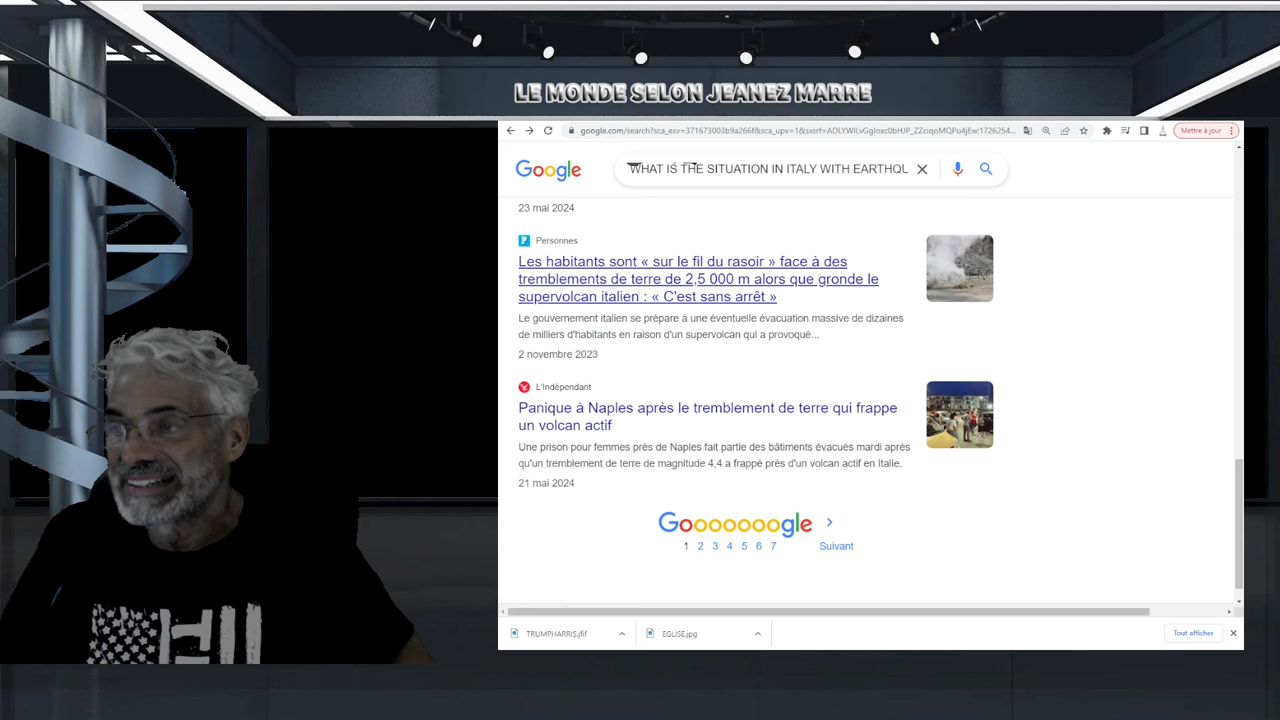 LE MONDE SELON JEANEZ MARRE
google.com/search?sca_esv=371673003b9a266f&sca_upv=1&sxsrf=ADLYWILvGgIoxc0bHJP_ZZciqoMQPu4jEw:1726254...
Mettre à jour
Google
WHAT IS THE SITUATION IN ITALY WITH EARTHQU
23 mai 2024
Personnes
Les habitants sont « sur le fil du rasoir » face à des
tremblements de terre de 2,5 000 m alors que gronde le
supervolcan italien : « C'est sans arrêt »
Le gouvernement italien se prépare à une éventuelle évacuation massive de dizaines
de milliers d'habitants en raison d'un supervolcan qui a provoqué...
2 novembre 2023
L'Indépendant
Panique à Naples après le tremblement de terre qui frappe
un volcan actif
Une prison pour femmes près de Naples fait partie des bâtiments évacués mardi après
qu'un tremblement de terre de magnitude 4,4 a frappé près d'un volcan actif en Italie.
21 mai 2024
Goooooooogle
1 2 3 4 5 6 7 Suivant
TRUMPHARRIS.jfif
EGLISE.jpg
Tout afficher